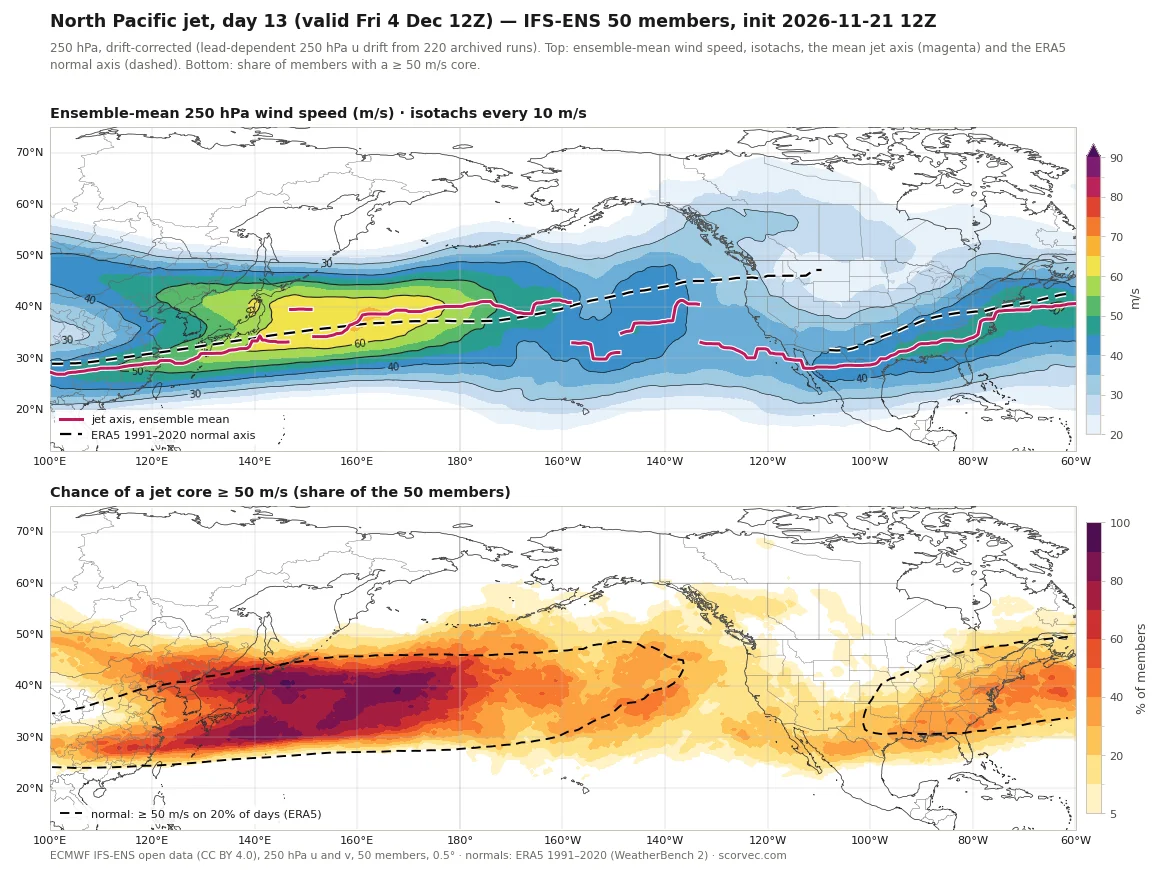 North Pacific jet, day 13 (valid Fri 4 Dec 12Z) — IFS-ENS 50 members, init 2026-11-21 12Z
250 hPa, drift-corrected (lead-dependent 250 hPa u drift from 220 archived runs). Top: ensemble-mean wind speed, isotachs, the mean jet axis (magenta) and the ERA5
normal axis (dashed). Bottom: share of members with a ≥ 50 m/s core.
Ensemble-mean 250 hPa wind speed (m/s) · isotachs every 10 m/s
70°N
60°N
50°N
40°N
30°N
20°N
30
40
30
50
60
40
30
40
50
jet axis, ensemble mean
ERA5 1991–2020 normal axis
100°E 120°E 140°E 160°E 180° 160°W 140°W 120°W 100°W 80°W 60°W
90
80
70
60
50
40
30
20
m/s
Chance of a jet core ≥ 50 m/s (share of the 50 members)
70°N
60°N
50°N
40°N
30°N
20°N
normal: ≥ 50 m/s on 20% of days (ERA5)
100°E 120°E 140°E 160°E 180° 160°W 140°W 120°W 100°W 80°W 60°W
100
80
60
40
20
5
% of members
ECMWF IFS-ENS open data (CC BY 4.0), 250 hPa u and v, 50 members, 0.5° · normals: ERA5 1991–2020 (WeatherBench 2) · scorvec.com